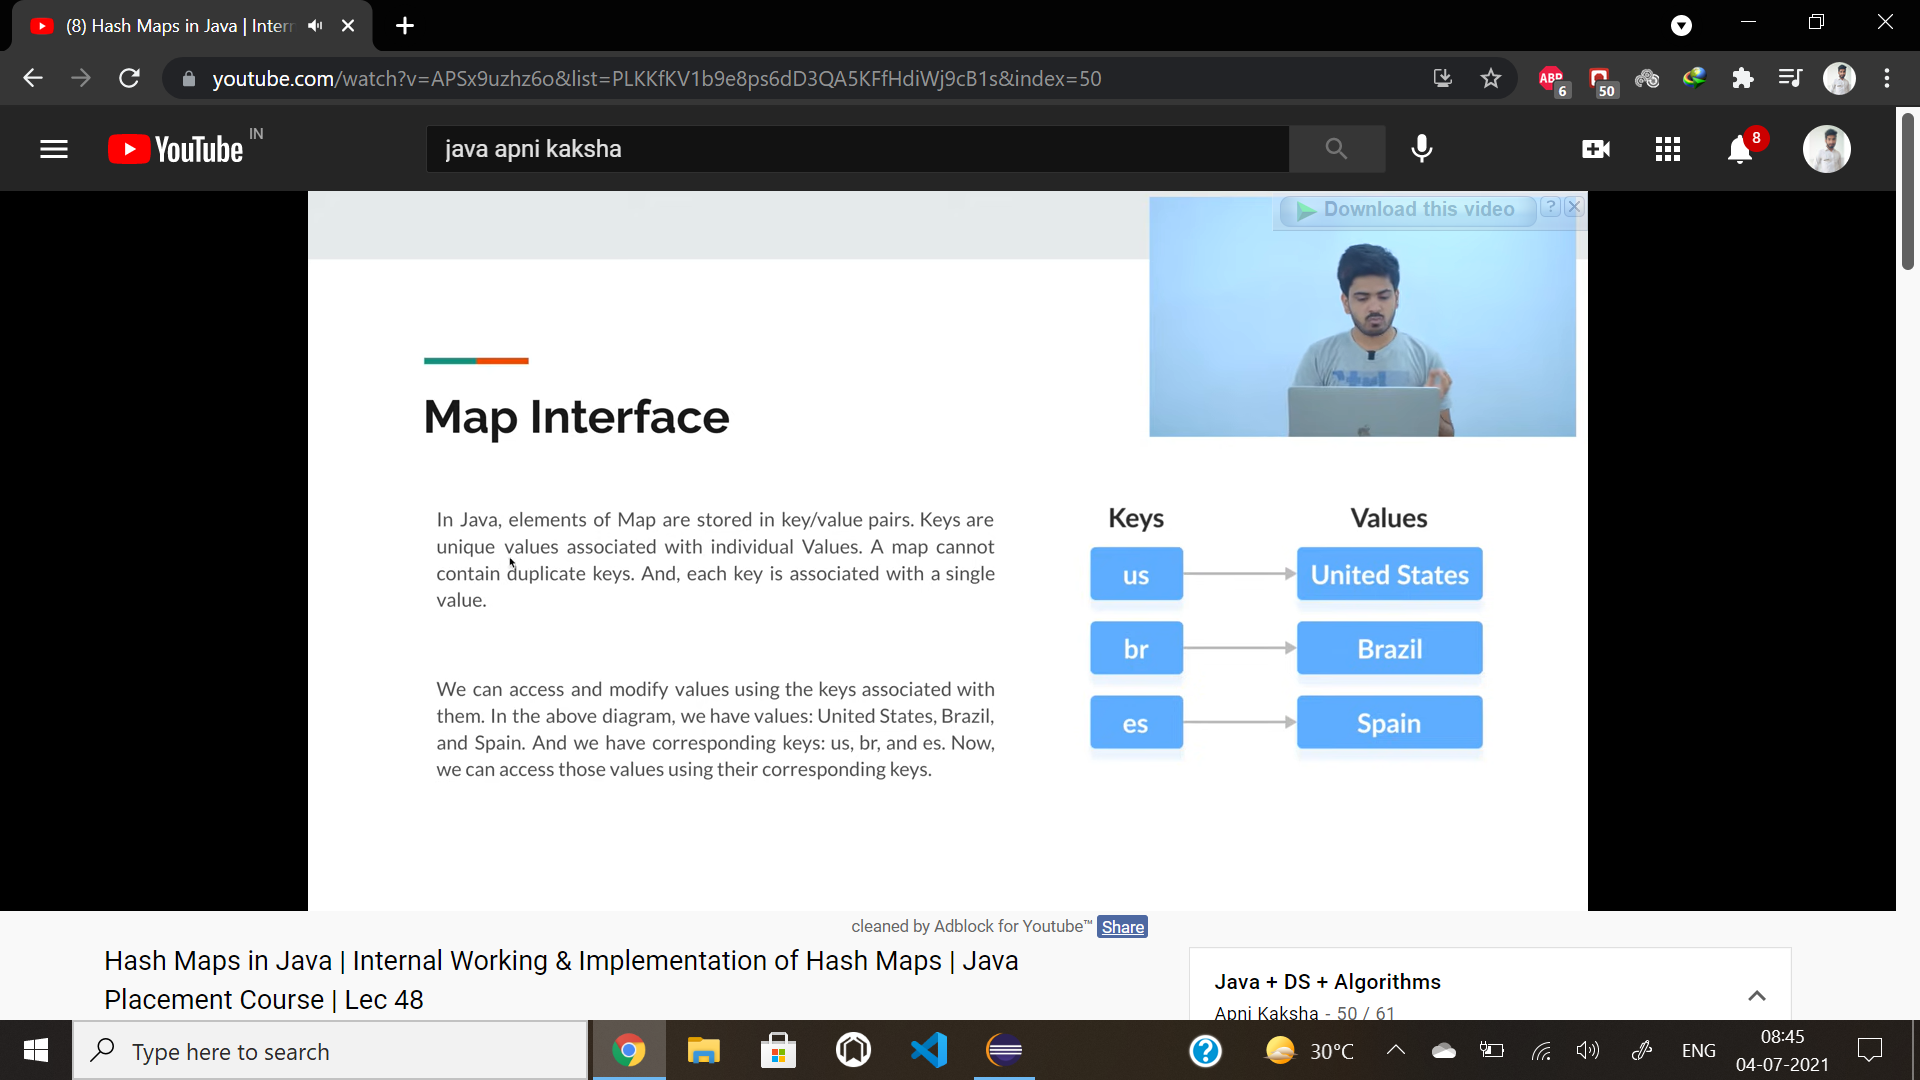 (8) Hash Maps in Java | Intern
youtube.com/watch?v=APSx9uzhz6o&list=PLKKfKV1b9e8ps6dD3QA5KFfHdiWj9cB1s&index=50
ABP
6
50
YouTube IN
java apni kaksha
8
Download this video
?
Map Interface
In Java, elements of Map are stored in key/value pairs. Keys are
unique values associated with individual Values. A map cannot
contain duplicate keys. And, each key is associated with a single
value.
We can access and modify values using the keys associated with
them. In the above diagram, we have values: United States, Brazil,
and Spain. And we have corresponding keys: us, br, and es. Now,
we can access those values using their corresponding keys.
Keys Values
us United States
br Brazil
es Spain
cleaned by Adblock for Youtube™ Share
Hash Maps in Java | Internal Working & Implementation of Hash Maps | Java
Placement Course | Lec 48
Java + DS + Algorithms
Apni Kaksha - 50 / 61
Type here to search
?
30°C
ENG
08:45
04-07-2021